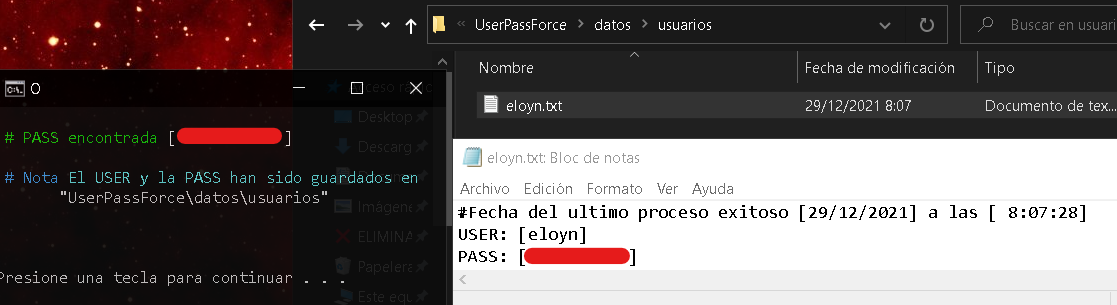 UserPassForce > datos > usuarios
Buscar en usuari
Nombre
Fecha de modificación
Tipo
eloyn.txt
29/12/2021 8:07
Documento de tex...
O
# PASS encontrada [ ]
# Nota El USER y la PASS han sido guardados en
"UserPassForce\datos\usuarios"
Presione una tecla para continuar . . .
Desktop
Descarg
Imágene
ELIMINA
Papelera
Este equ
eloyn.txt: Bloc de notas
Archivo Edición Formato Ver Ayuda
#Fecha del ultimo proceso exitoso [29/12/2021] a las [ 8:07:28]
USER: [eloyn]
PASS: [ ]